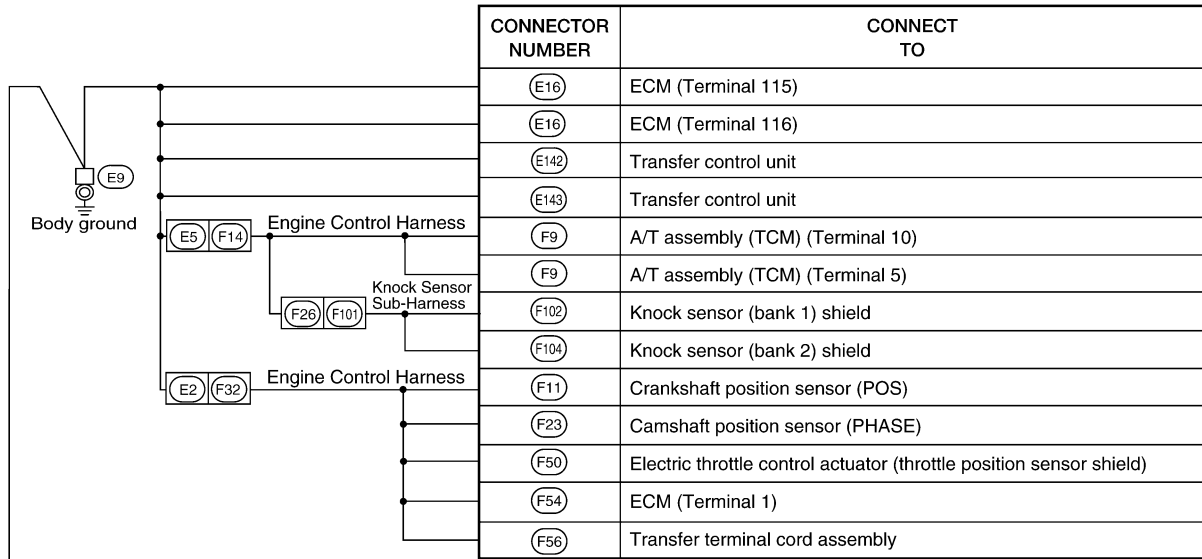 CONNECTOR NUMBER CONNECT TO
E16 ECM (Terminal 115)
E16 ECM (Terminal 116)
E142 Transfer control unit
E9
E143 Transfer control unit
Body ground
E5 F14 Engine Control Harness F9 A/T assembly (TCM) (Terminal 10)
F9 A/T assembly (TCM) (Terminal 5)
Knock Sensor
Sub-Harness
F26 F101 F102 Knock sensor (bank 1) shield
F104 Knock sensor (bank 2) shield
E2 F32 Engine Control Harness F11 Crankshaft position sensor (POS)
F23 Camshaft position sensor (PHASE)
F50 Electric throttle control actuator (throttle position sensor shield)
F54 ECM (Terminal 1)
F56 Transfer terminal cord assembly